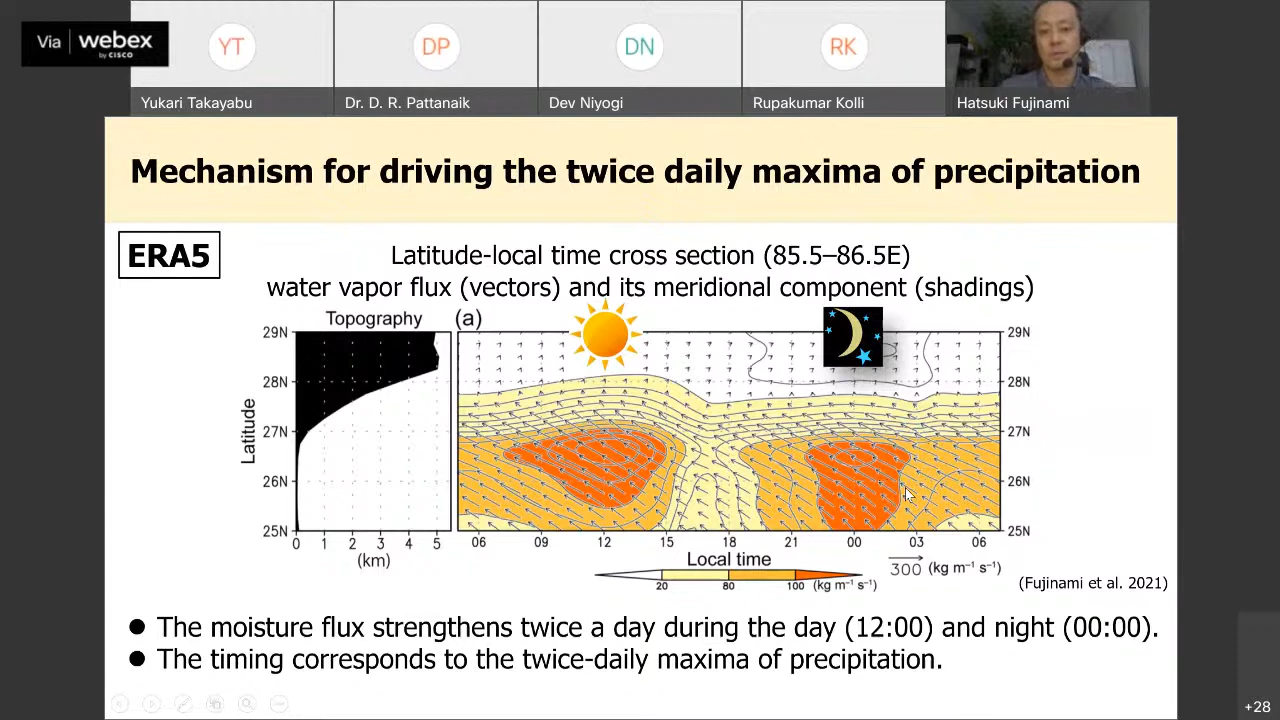 Via webex
by CISCO
YT
DP
DN
RK
Yukari Takayabu
Dr. D. R. Pattanaik
Dev Niyogi
Rupakumar Kolli
Hatsuki Fujinami
Mechanism for driving the twice daily maxima of precipitation
ERA5
Latitude-local time cross section (85.5–86.5E)
water vapor flux (vectors) and its meridional component (shadings)
Topography
(a)
29N
28N
27N
26N
25N
Latitude
0 1 2 3 4 5
(km)
29N
28N
27N
26N
25N
06 09 12 15 18 21 00 03 06
Local time
20 80 100 (kg m⁻¹ s⁻¹)
300 (kg m⁻¹ s⁻¹)
(Fujinami et al. 2021)
● The moisture flux strengthens twice a day during the day (12:00) and night (00:00).
● The timing corresponds to the twice-daily maxima of precipitation.
+28